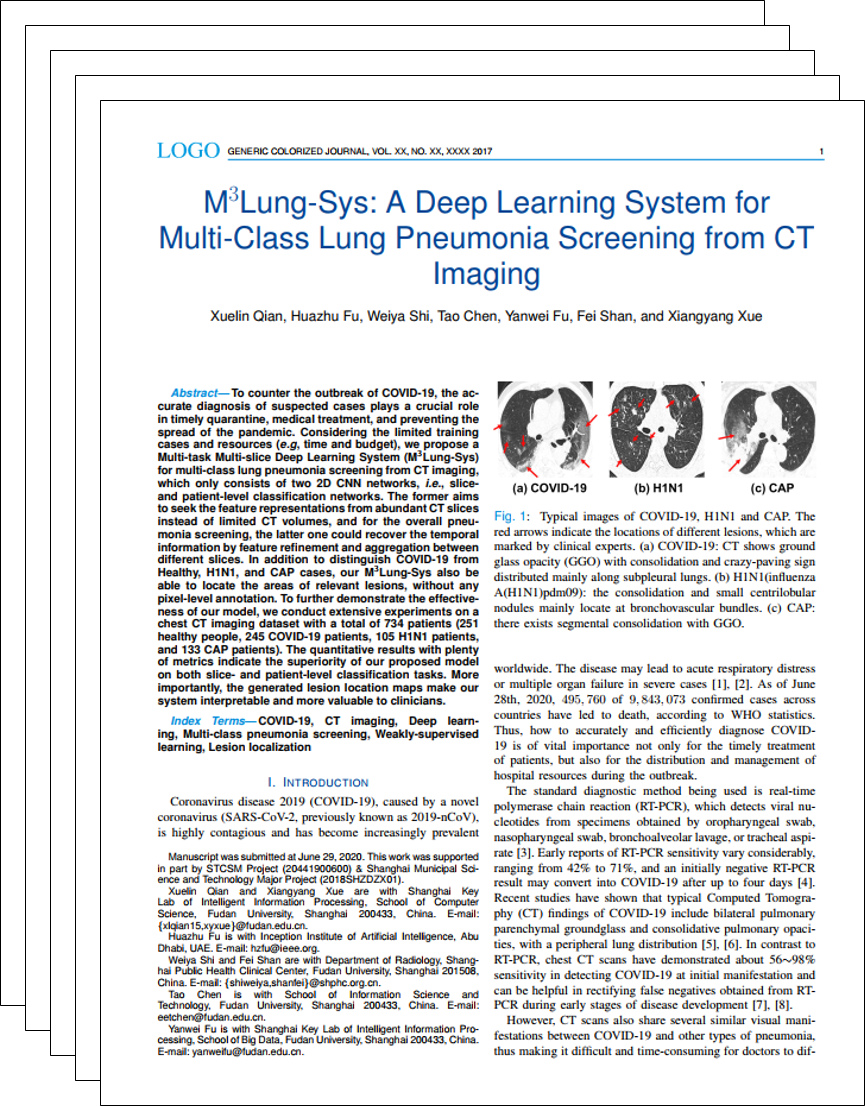 LOGO GENERIC COLORIZED JOURNAL, VOL. XX, NO. XX, XXXX 2017 1
M³Lung-Sys: A Deep Learning System for
Multi-Class Lung Pneumonia Screening from CT
Imaging
Xuelin Qian, Huazhu Fu, Weiya Shi, Tao Chen, Yanwei Fu, Fei Shan, and Xiangyang Xue
Abstract—To counter the outbreak of COVID-19, the ac-
curate diagnosis of suspected cases plays a crucial role
in timely quarantine, medical treatment, and preventing the
spread of the pandemic. Considering the limited training
cases and resources (e.g, time and budget), we propose a
Multi-task Multi-slice Deep Learning System (M³Lung-Sys)
for multi-class lung pneumonia screening from CT imaging,
which only consists of two 2D CNN networks, i.e., slice-
and patient-level classification networks. The former aims
to seek the feature representations from abundant CT slices
instead of limited CT volumes, and for the overall pneu-
monia screening, the latter one could recover the temporal
information by feature refinement and aggregation between
different slices. In addition to distinguish COVID-19 from
Healthy, H1N1, and CAP cases, our M³Lung-Sys also be
able to locate the areas of relevant lesions, without any
pixel-level annotation. To further demonstrate the effective-
ness of our model, we conduct extensive experiments on a
chest CT imaging dataset with a total of 734 patients (251
healthy people, 245 COVID-19 patients, 105 H1N1 patients,
and 133 CAP patients). The quantitative results with plenty
of metrics indicate the superiority of our proposed model
on both slice- and patient-level classification tasks. More
importantly, the generated lesion location maps make our
system interpretable and more valuable to clinicians.
Index Terms—COVID-19, CT imaging, Deep learn-
ing, Multi-class pneumonia screening, Weakly-supervised
learning, Lesion localization
I. INTRODUCTION
Coronavirus disease 2019 (COVID-19), caused by a novel
coronavirus (SARS-CoV-2, previously known as 2019-nCoV),
is highly contagious and has become increasingly prevalent
Manuscript was submitted at June 29, 2020. This work was supported
in part by STCSM Project (20441900600) & Shanghai Municipal Sci-
ence and Technology Major Project (2018SHZDZX01).
Xuelin Qian and Xiangyang Xue are with Shanghai Key
Lab of Intelligent Information Processing, School of Computer
Science, Fudan University, Shanghai 200433, China. E-mail:
{xlqian15,xyxue}@fudan.edu.cn.
Huazhu Fu is with Inception Institute of Artificial Intelligence, Abu
Dhabi, UAE. E-mail: hzfu@ieee.org.
Weiya Shi and Fei Shan are with Department of Radiology, Shang-
hai Public Health Clinical Center, Fudan University, Shanghai 201508,
China. E-mail: {shiweiya,shanfei}@shphc.org.cn.
Tao Chen is with School of Information Science and
Technology, Fudan University, Shanghai 200433, China. E-mail:
eetchen@fudan.edu.cn.
Yanwei Fu is with Shanghai Key Lab of Intelligent Information Pro-
cessing, School of Big Data, Fudan University, Shanghai 200433, China.
E-mail: yanweifu@fudan.edu.cn.
(a) COVID-19 (b) H1N1 (c) CAP
Fig. 1: Typical images of COVID-19, H1N1 and CAP. The
red arrows indicate the locations of different lesions, which are
marked by clinical experts. (a) COVID-19: CT shows ground
glass opacity (GGO) with consolidation and crazy-paving sign
distributed mainly along subpleural lungs. (b) H1N1(influenza
A(H1N1)pdm09): the consolidation and small centrilobular
nodules mainly locate at bronchovascular bundles. (c) CAP:
there exists segmental consolidation with GGO.
worldwide. The disease may lead to acute respiratory distress
or multiple organ failure in severe cases [1], [2]. As of June
28th, 2020, 495, 760 of 9, 843, 073 confirmed cases across
countries have led to death, according to WHO statistics.
Thus, how to accurately and efficiently diagnose COVID-
19 is of vital importance not only for the timely treatment
of patients, but also for the distribution and management of
hospital resources during the outbreak.
The standard diagnostic method being used is real-time
polymerase chain reaction (RT-PCR), which detects viral nu-
cleotides from specimens obtained by oropharyngeal swab,
nasopharyngeal swab, bronchoalveolar lavage, or tracheal aspi-
rate [3]. Early reports of RT-PCR sensitivity vary considerably,
ranging from 42% to 71%, and an initially negative RT-PCR
result may convert into COVID-19 after up to four days [4].
Recent studies have shown that typical Computed Tomogra-
phy (CT) findings of COVID-19 include bilateral pulmonary
parenchymal groundglass and consolidative pulmonary opaci-
ties, with a peripheral lung distribution [5], [6]. In contrast to
RT-PCR, chest CT scans have demonstrated about 56∼98%
sensitivity in detecting COVID-19 at initial manifestation and
can be helpful in rectifying false negatives obtained from RT-
PCR during early stages of disease development [7], [8].
However, CT scans also share several similar visual mani-
festations between COVID-19 and other types of pneumonia,
thus making it difficult and time-consuming for doctors to dif-